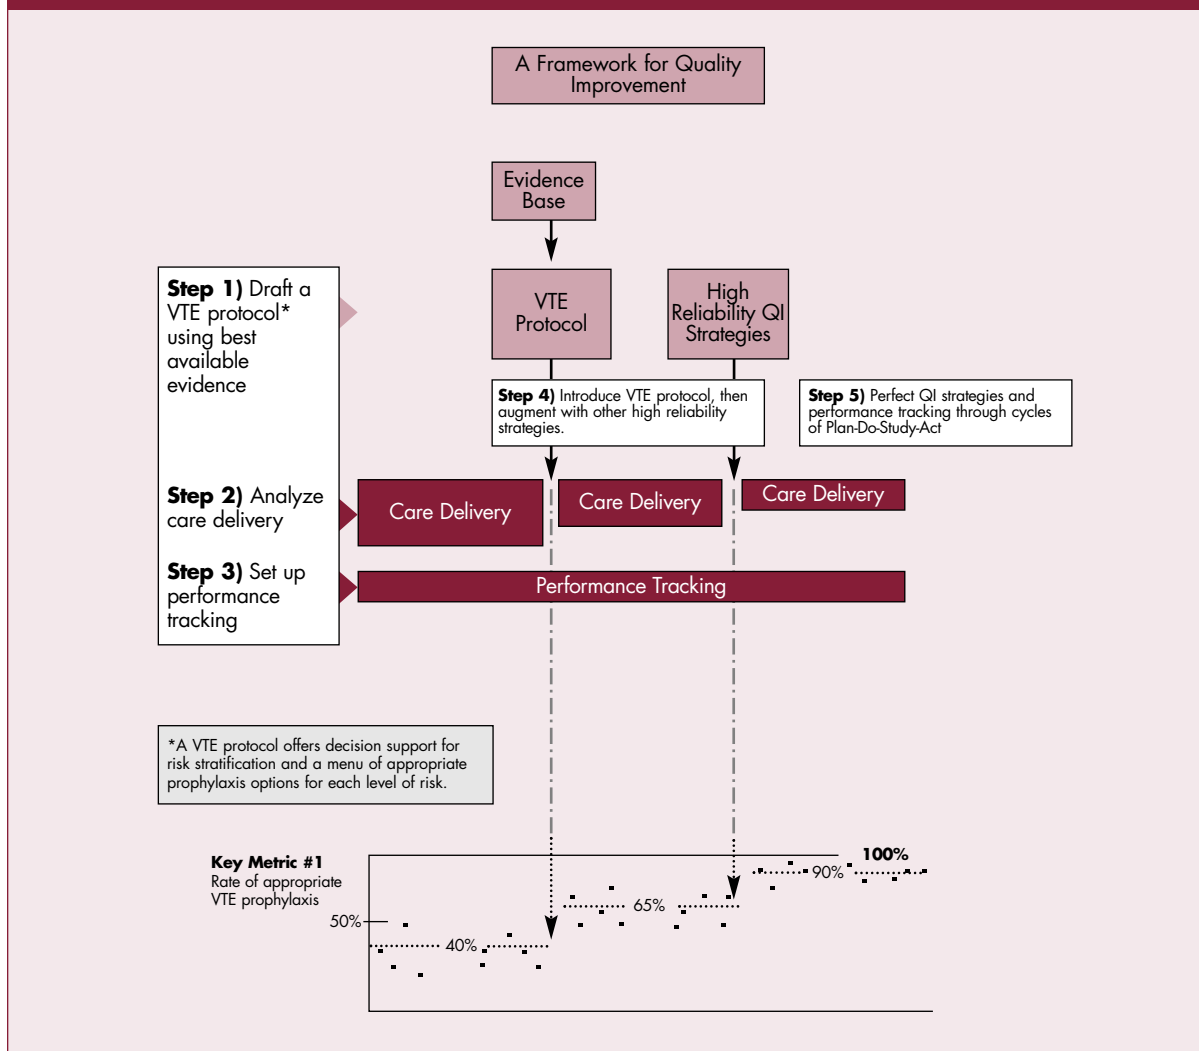 A Framework for Quality
Improvement
Evidence
Base
Step 1) Draft a
VTE protocol*
using best
available
evidence
VTE
Protocol
High
Reliability QI
Strategies
Step 4) Introduce VTE protocol, then
augment with other high reliability
strategies.
Step 5) Perfect QI strategies and
performance tracking through cycles
of Plan-Do-Study-Act
Step 2) Analyze
care delivery
Care Delivery
Care Delivery
Care Delivery
Step 3) Set up
performance
tracking
Performance Tracking
*A VTE protocol offers decision support for
risk stratification and a menu of appropriate
prophylaxis options for each level of risk.
Key Metric #1
Rate of appropriate
VTE prophylaxis
100%
90%
65%
50%
40%